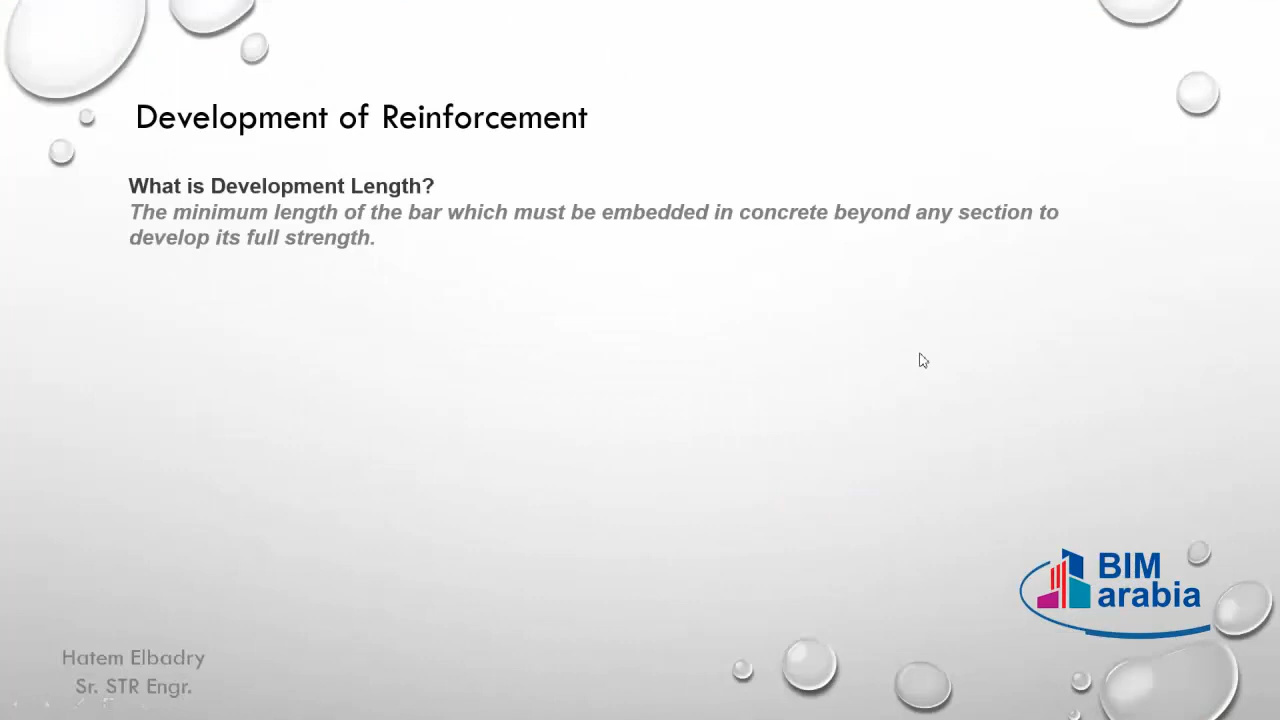 Development of Reinforcement
What is Development Length?
The minimum length of the bar which must be embedded in concrete beyond any section to
develop its full strength.
BIM
arabia
Hatem Elbadry
Sr. STR Engr.